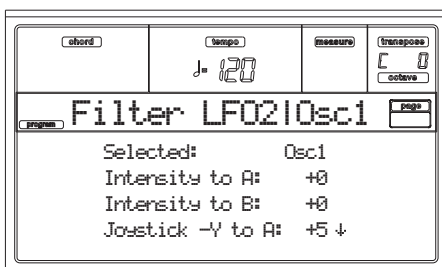 chord tempo measure transpose
♩= 120 C 0
octave
program Filter LFO2|Osc1 page
Selected: Osc1
Intensity to A: +0
Intensity to B: +0
Joystick -Y to A: +5 ↓